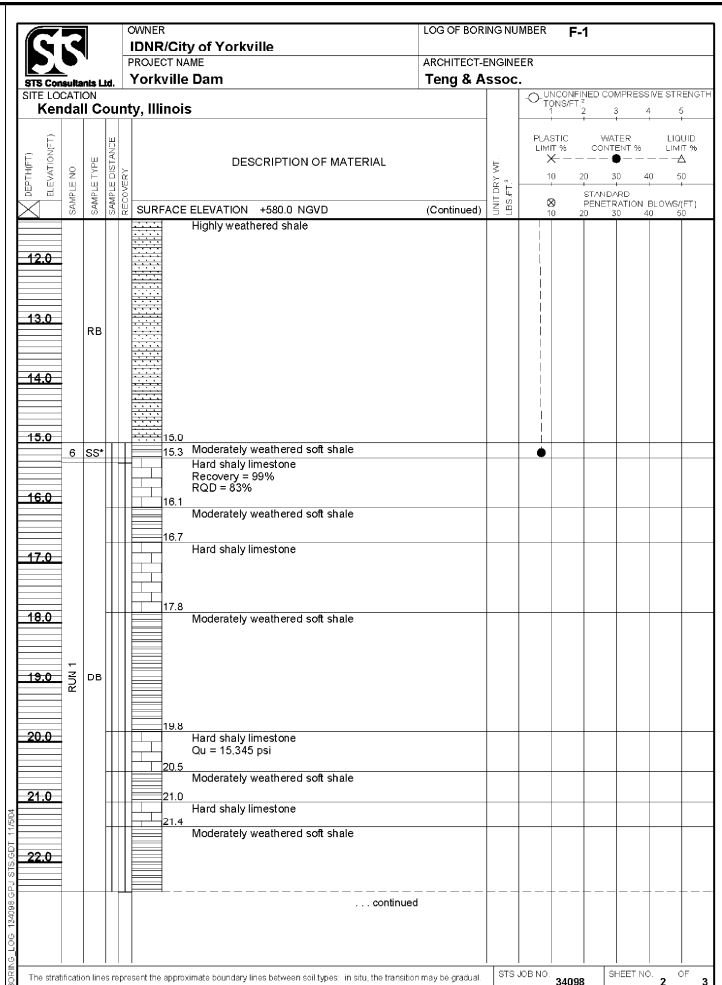 STS
STS Consultants Ltd.
OWNER
IDNR/City of Yorkville
LOG OF BORING NUMBER F-1
PROJECT NAME
Yorkville Dam
ARCHITECT-ENGINEER
Teng & Assoc.
SITE LOCATION
Kendall County, Illinois
UNCONFINED COMPRESSIVE STRENGTH
TONS/FT.2
1 2 3 4 5
PLASTIC LIMIT %
WATER CONTENT %
LIQUID LIMIT %
10 20 30 40 50
STANDARD
PENETRATION BLOWS/(FT)
10 20 30 40 50
DEPTH(FT)
ELEVATION(FT)
SAMPLE NO.
SAMPLE TYPE
SAMPLE DISTANCE
RECOVERY
DESCRIPTION OF MATERIAL
UNIT DRY WT.
LBS./FT.3
SURFACE ELEVATION +580.0 NGVD (Continued)
Highly weathered shale
12.0
13.0
RB
14.0
15.0 15.0
6 SS* 15.3 Moderately weathered soft shale
Hard shaly limestone
Recovery = 99%
RQD = 83%
16.0
16.1
Moderately weathered soft shale
16.7
Hard shaly limestone
17.0
17.8
18.0 Moderately weathered soft shale
19.0 RUN 1 DB
19.8
20.0 Hard shaly limestone
Qu = 15,345 psi
20.5
Moderately weathered soft shale
21.0 21.0
Hard shaly limestone
21.4
Moderately weathered soft shale
22.0
. . . continued
BORING_LOG 134098.GPJ STS.GDT 11/5/04
The stratification lines represent the approximate boundary lines between soil types: in situ, the transition may be gradual.
STS JOB NO. 34098
SHEET NO. 2 OF 3